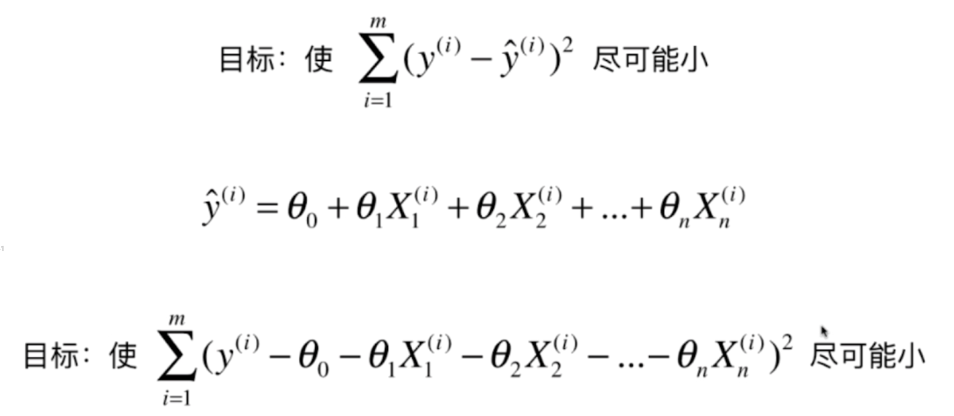 目标：使 $\sum_{i=1}^{m}(y^{(i)} - \hat{y}^{(i)})^2$ 尽可能小
$\hat{y}^{(i)} = \theta_0 + \theta_1 X_1^{(i)} + \theta_2 X_2^{(i)} + ... + \theta_n X_n^{(i)}$
目标：使 $\sum_{i=1}^{m}(y^{(i)} - \theta_0 - \theta_1 X_1^{(i)} - \theta_2 X_2^{(i)} - ... - \theta_n X_n^{(i)})^2$ 尽可能小